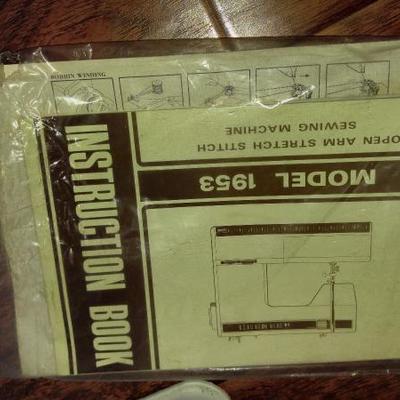 BOBBIN WINDING
INSTRUCTION BOOK
MODEL 1953
OPEN ARM STRETCH STITCH
SEWING MACHINE